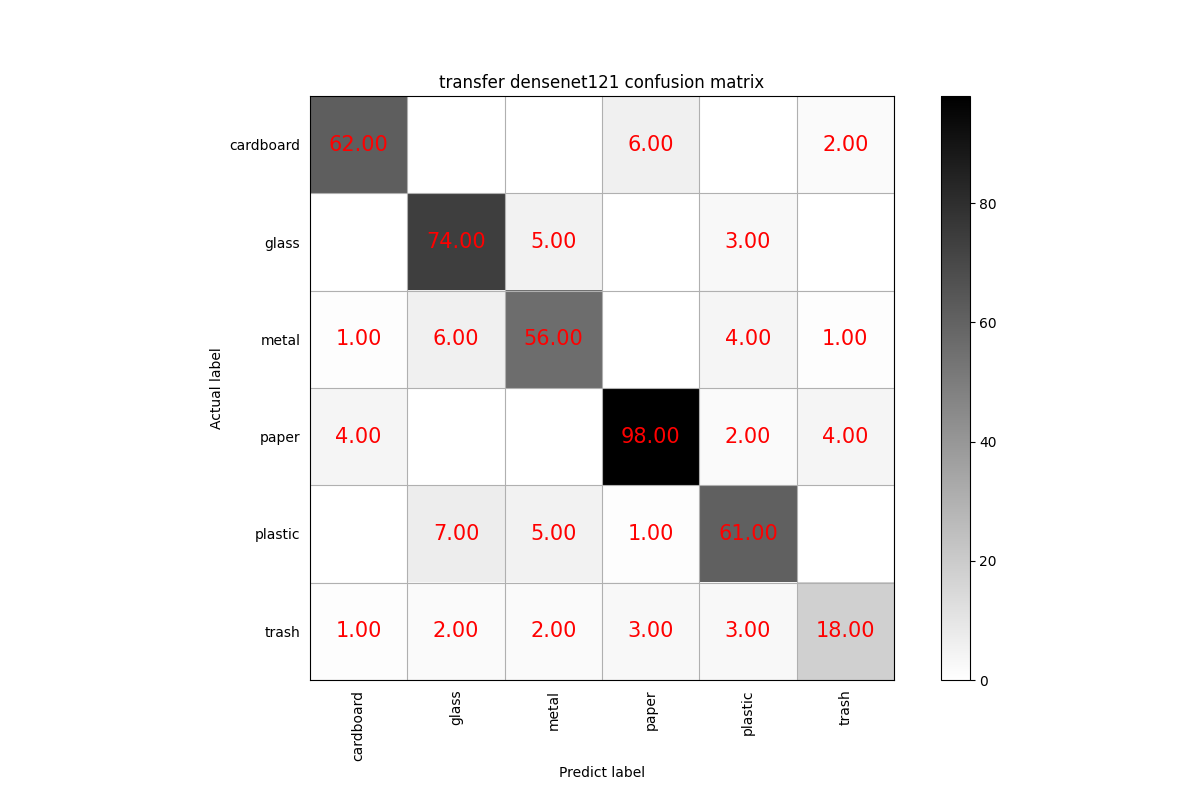 transfer densenet121 confusion matrix
cardboard 62.00 6.00 2.00
glass 74.00 5.00 3.00
metal 1.00 6.00 56.00 4.00 1.00
paper 4.00 98.00 2.00 4.00
plastic 7.00 5.00 1.00 61.00
trash 1.00 2.00 2.00 3.00 3.00 18.00
cardboard glass metal paper plastic trash
Predict label
Actual label
80
60
40
20
0